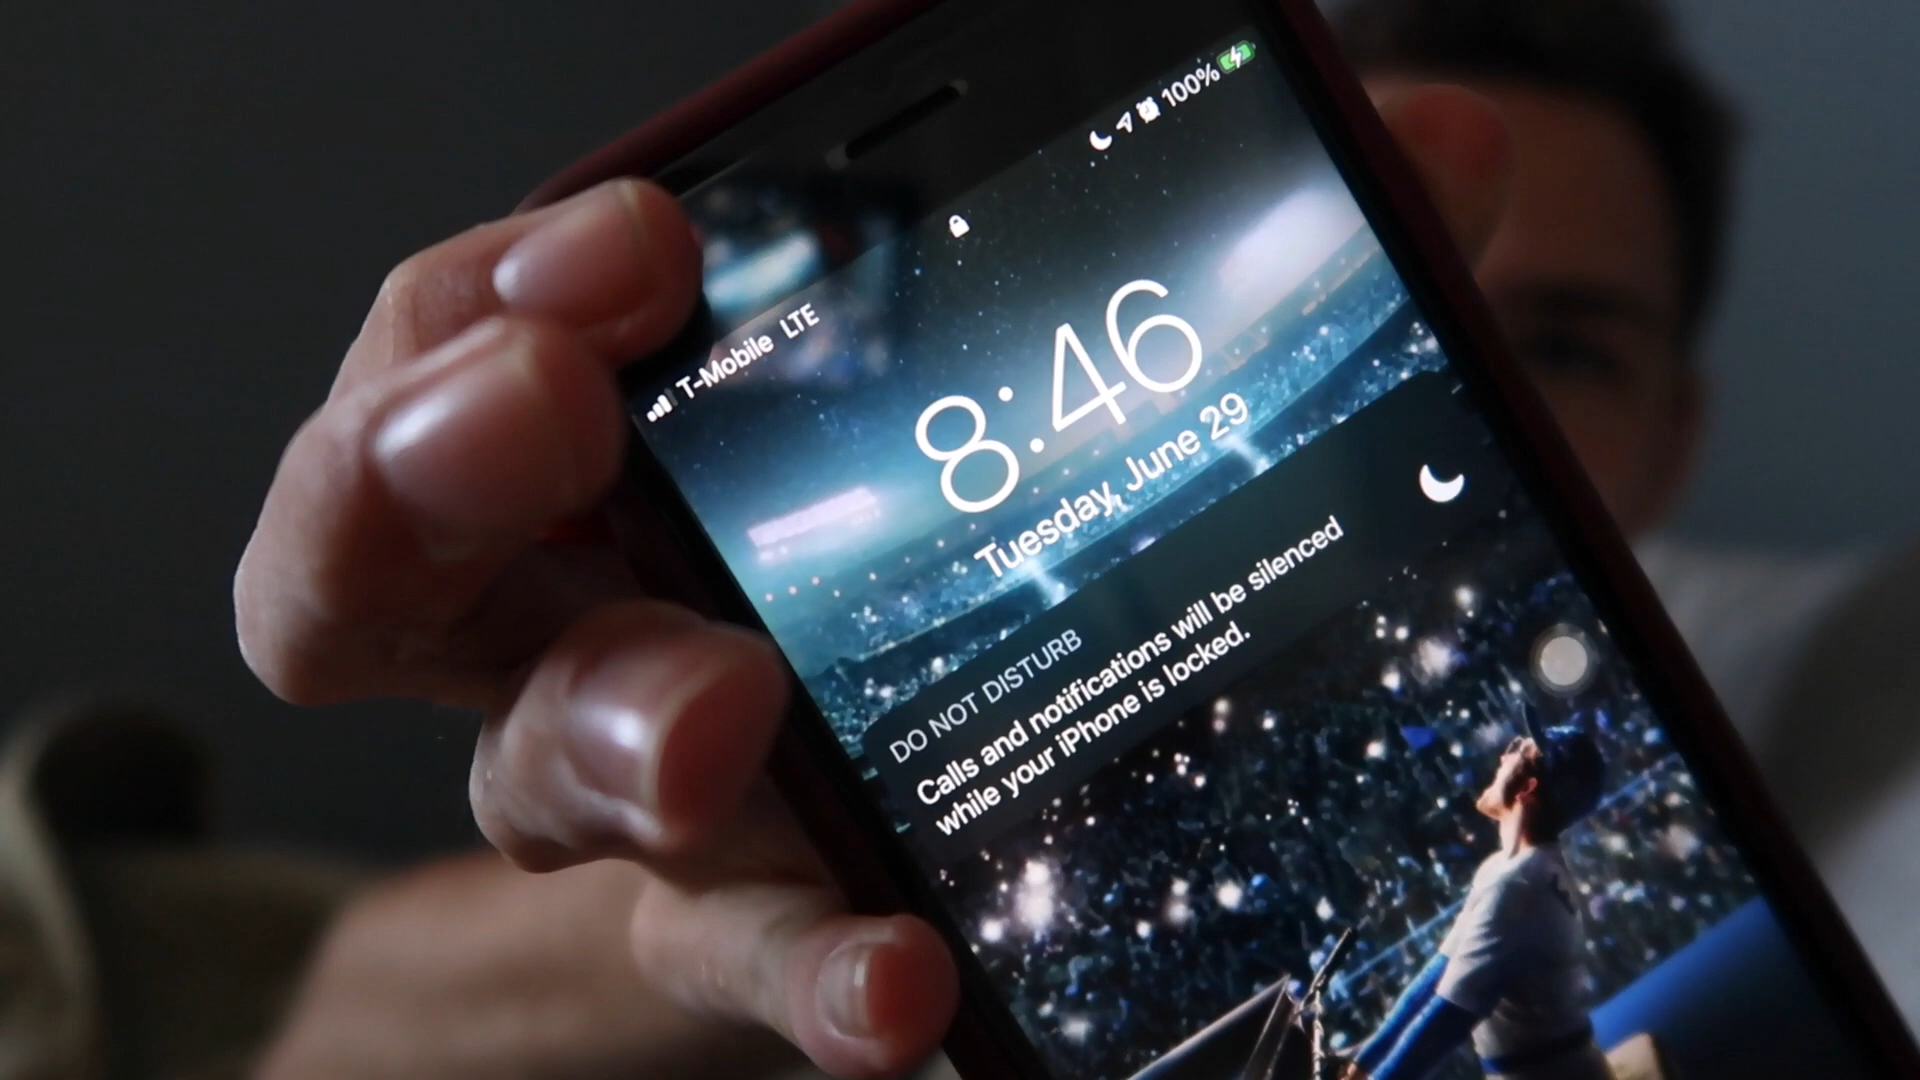 T-Mobile LTE
100%
8:46
Tuesday, June 29
DO NOT DISTURB
Calls and notifications will be silenced
while your iPhone is locked.